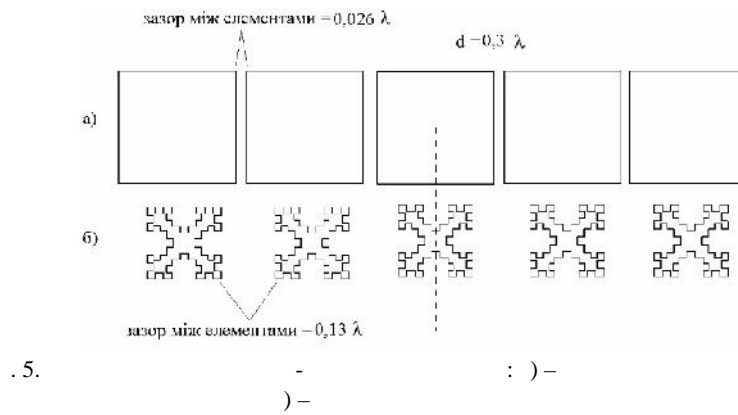 зазор між елементами =0,026 λ
d =0,3 λ
а)
б)
зазор між елементами =0,13 λ
. 5. - : ) –
) –